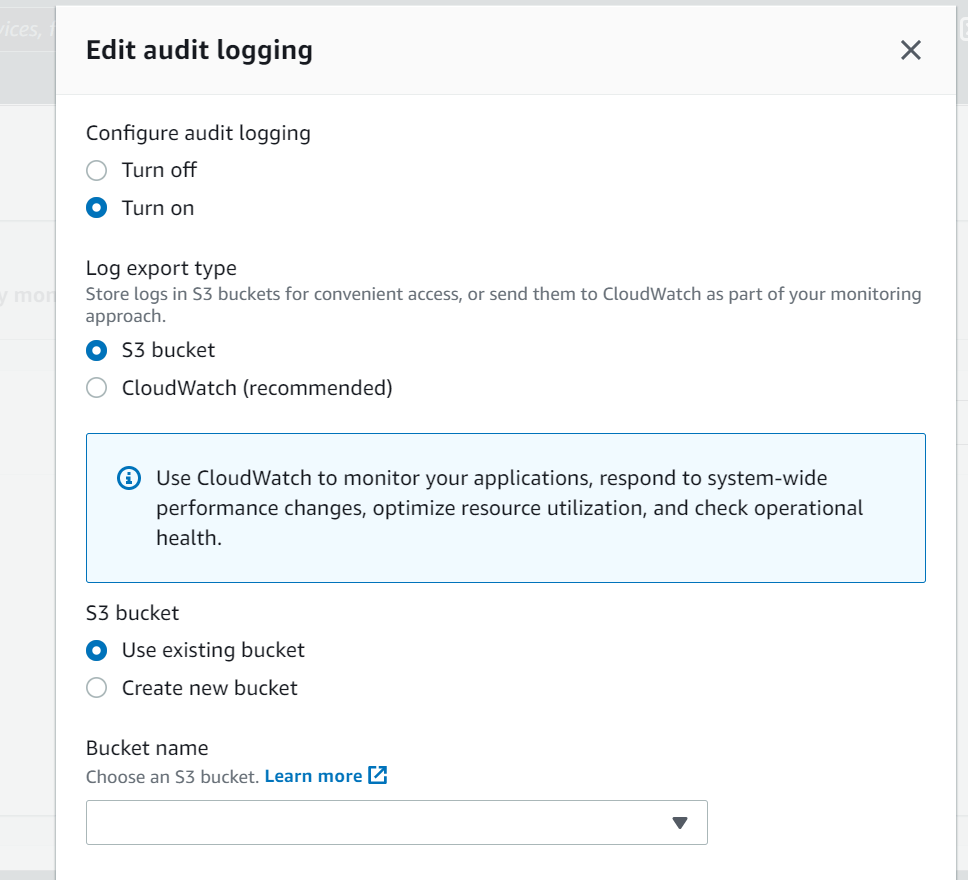 Edit audit logging
Configure audit logging
Turn off
Turn on
Log export type
Store logs in S3 buckets for convenient access, or send them to CloudWatch as part of your monitoring
approach.
S3 bucket
CloudWatch (recommended)
Use CloudWatch to monitor your applications, respond to system-wide
performance changes, optimize resource utilization, and check operational
health.
S3 bucket
Use existing bucket
Create new bucket
Bucket name
Choose an S3 bucket. Learn more